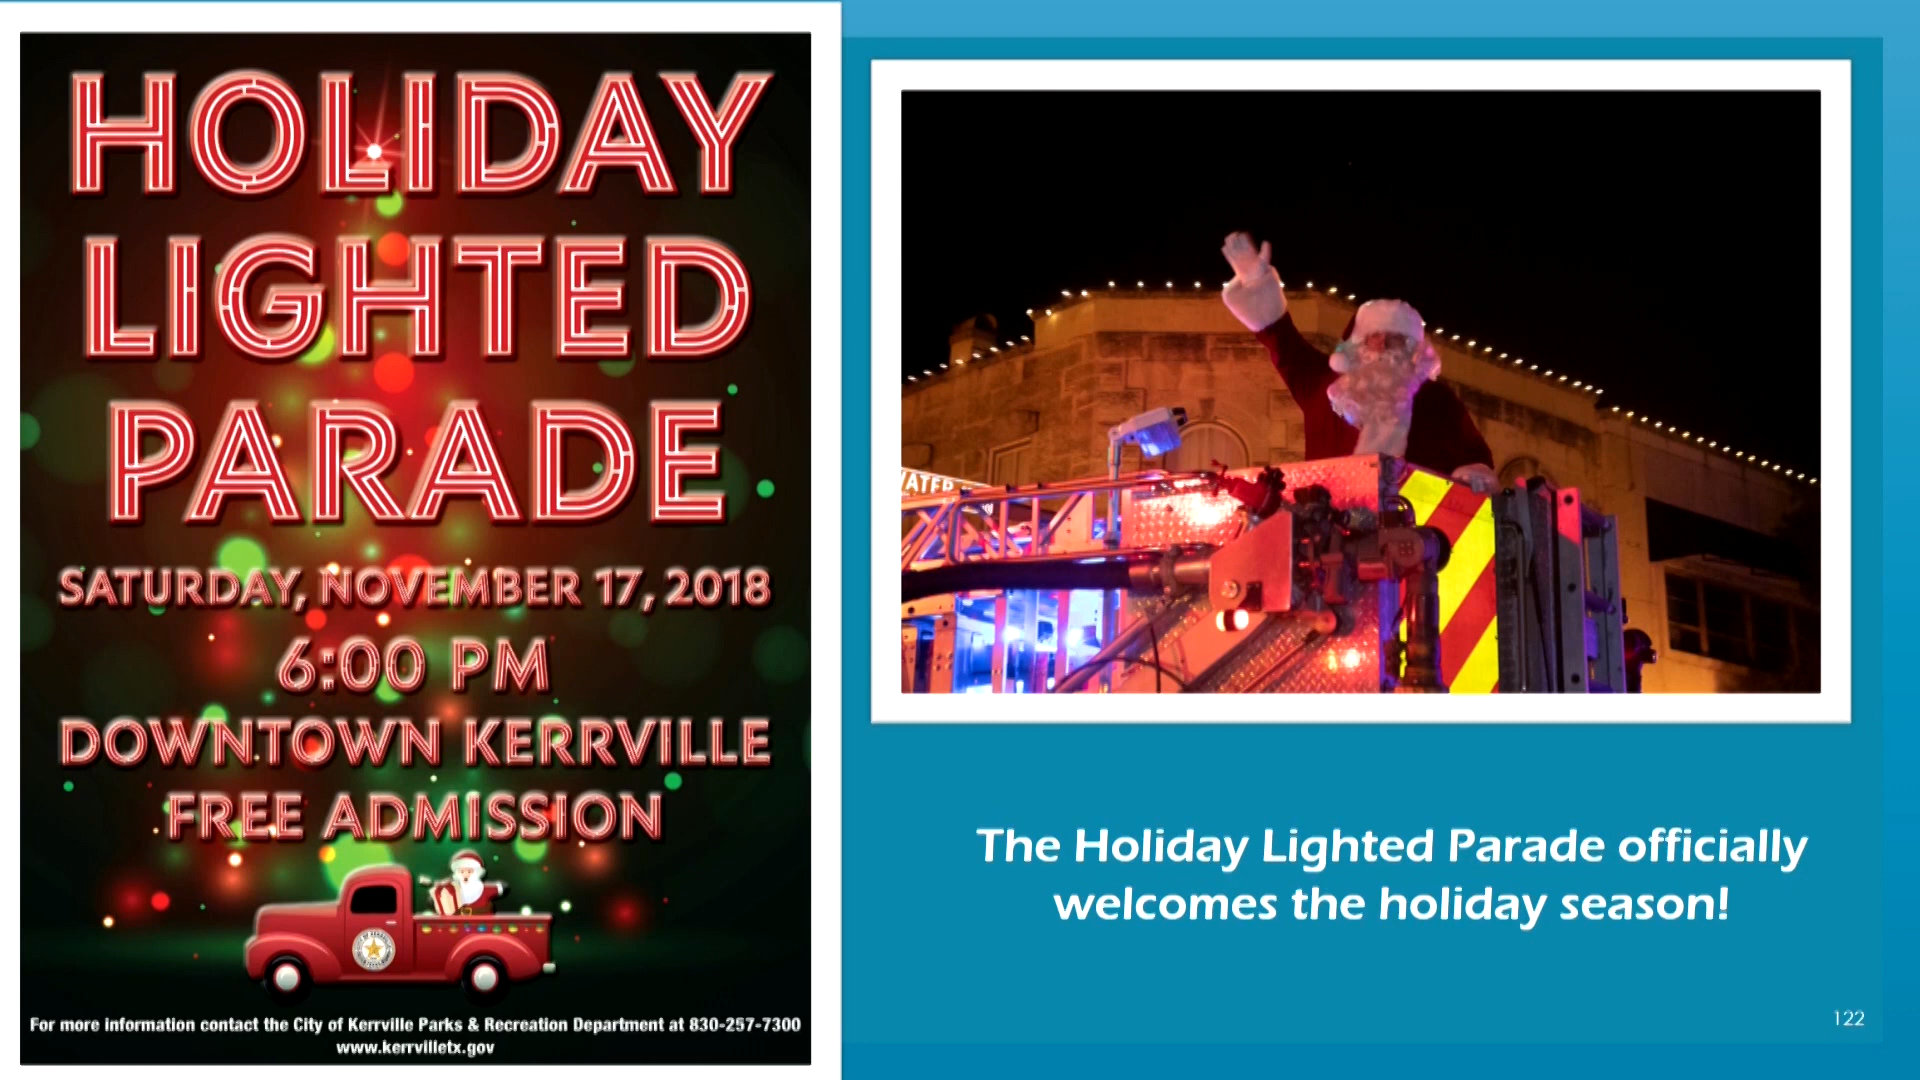 HOLIDAY
LIGHTED
PARADE
SATURDAY, NOVEMBER 17, 2018
6:00 PM
DOWNTOWN KERRVILLE
FREE ADMISSION
For more information contact the City of Kerrville Parks & Recreation Department at 830-257-7300
www.kerrvilletx.gov
The Holiday Lighted Parade officially
welcomes the holiday season!
122